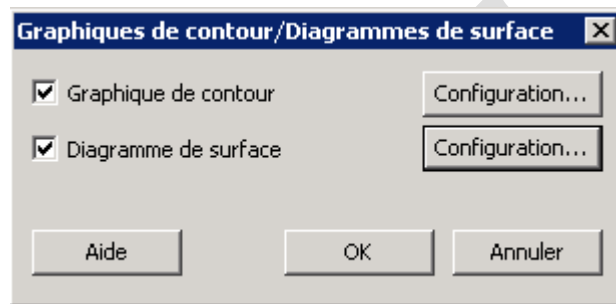 Graphiques de contour/Diagrammes de surface
Graphique de contour Configuration...
Diagramme de surface Configuration...
Aide OK Annuler